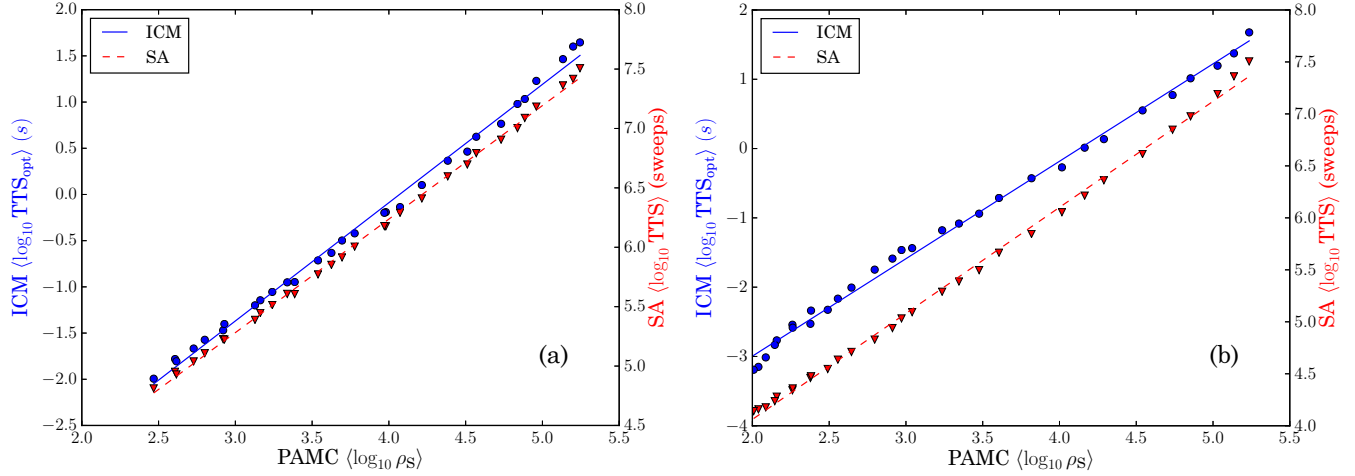 ICM
SA
2.0
1.5
1.0
0.5
0.0
−0.5
−1.0
−1.5
−2.0
−2.5
ICM ⟨log₁₀ TTS_opt⟩ (s)
8.0
7.5
7.0
6.5
6.0
5.5
5.0
4.5
SA ⟨log₁₀ TTS⟩ (sweeps)
(a)
2.0 2.5 3.0 3.5 4.0 4.5 5.0 5.5
PAMC ⟨log₁₀ ρ_S⟩
ICM
SA
2
1
0
−1
−2
−3
−4
ICM ⟨log₁₀ TTS_opt⟩ (s)
8.0
7.5
7.0
6.5
6.0
5.5
5.0
4.5
4.0
SA ⟨log₁₀ TTS⟩ (sweeps)
(b)
2.0 2.5 3.0 3.5 4.0 4.5 5.0 5.5
PAMC ⟨log₁₀ ρ_S⟩